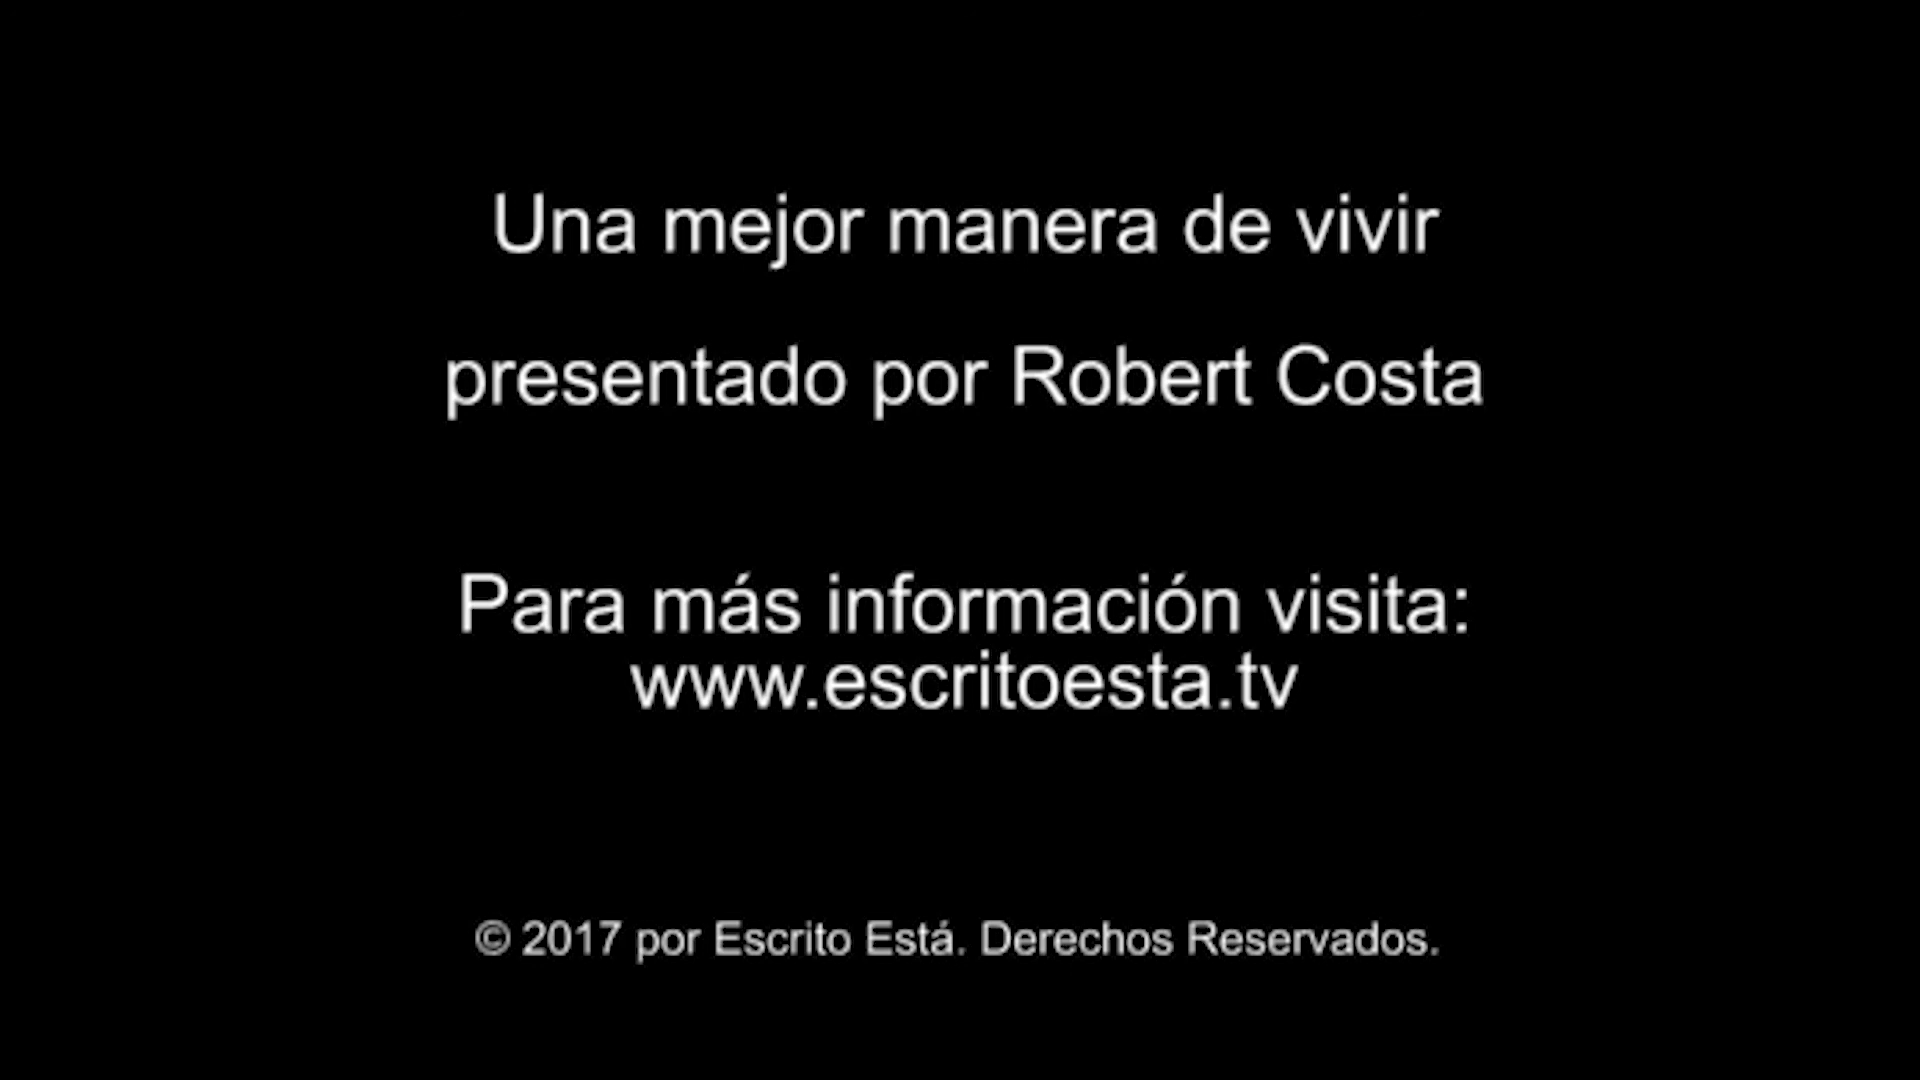 Una mejor manera de vivir
presentado por Robert Costa
Para más información visita:
www.escritoesta.tv
© 2017 por Escrito Está. Derechos Reservados.